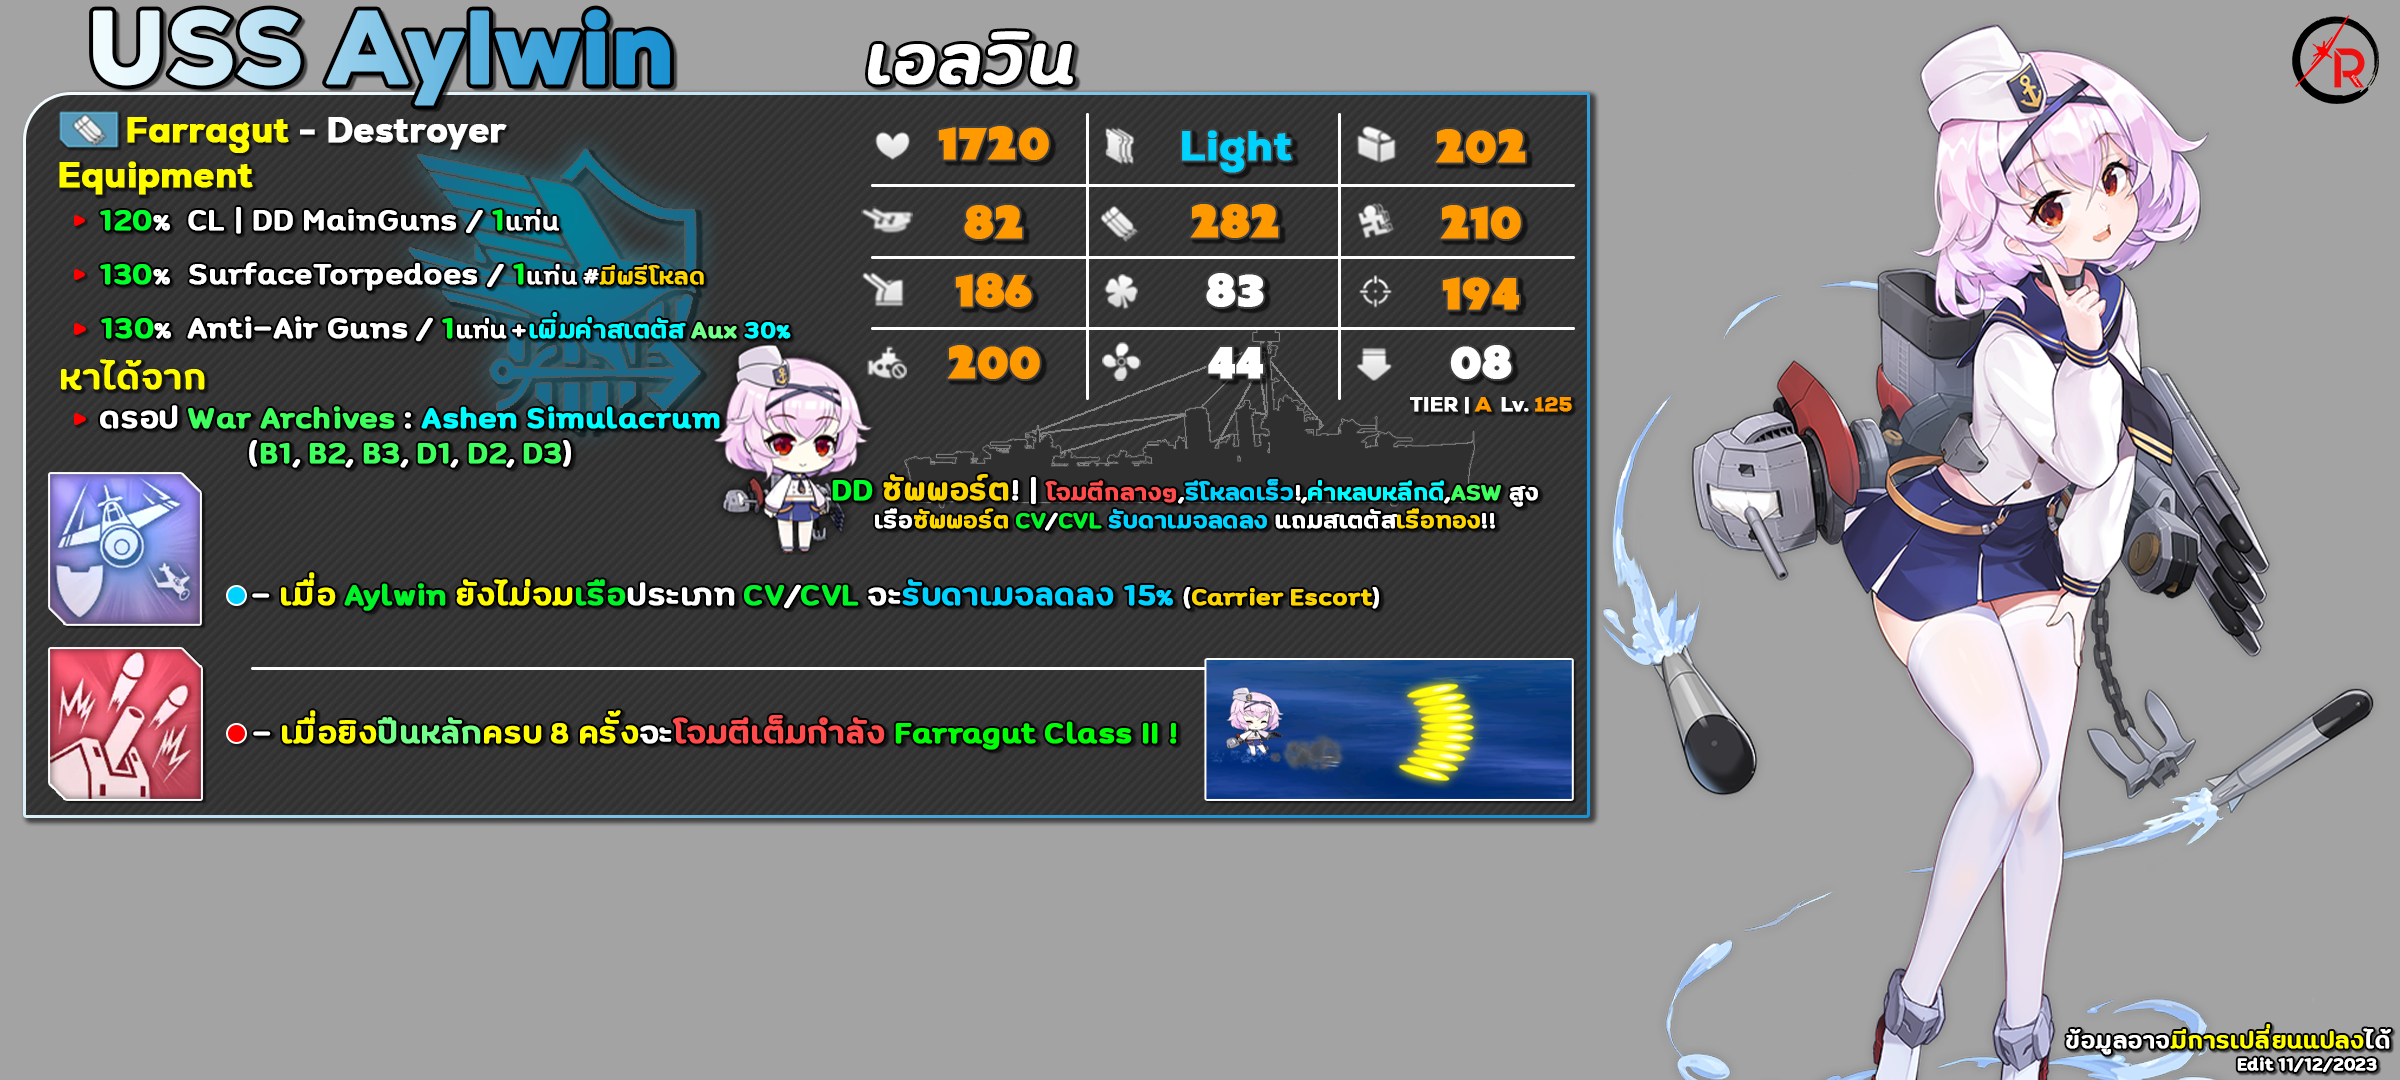 USS Aylwin
เอลวิน
Farragut - Destroyer
Equipment
120% CL | DD MainGuns / 1แท่น
130% SurfaceTorpedoes / 1แท่น #มีพรีโหลด
130% Anti-Air Guns / 1แท่น +เพิ่มค่าสเตตัส Aux 30%
หาได้จาก
ดรอป War Archives : Ashen Simulacrum
(B1, B2, B3, D1, D2, D3)
1720 Light 202
82 282 210
186 83 194
200 44 08
TIER | A Lv. 125
DD ซัพพอร์ต! | โจมตีกลางๆ,รีโหลดเร็ว!,ค่าหลบหลีกดี,ASW สูง
เรือซัพพอร์ต CV/CVL รับดาเมจลดลง แถมสเตตัสเรือทอง!!
- เมื่อ Aylwin ยังไม่จมเรือประเภท CV/CVL จะรับดาเมจลดลง 15% (Carrier Escort)
- เมื่อยิงปืนหลักครบ 8 ครั้งจะโจมตีเต็มกำลัง Farragut Class II !
R
ข้อมูลอาจมีการเปลี่ยนแปลงได้
Edit 11/12/2023